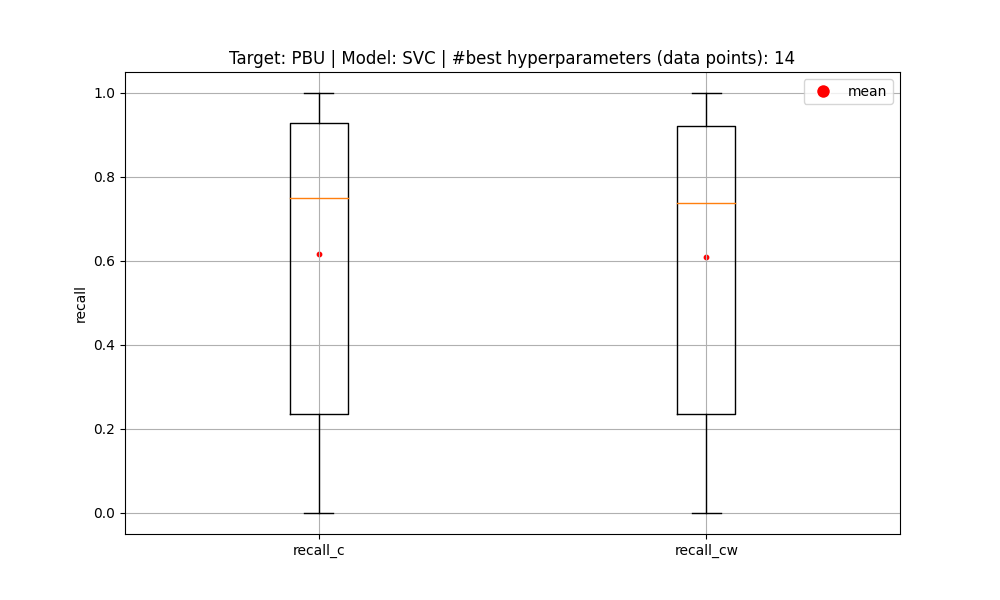 Target: PBU | Model: SVC | #best hyperparameters (data points): 14
mean
1.0
0.8
0.6
0.4
0.2
0.0
recall
recall_c
recall_cw